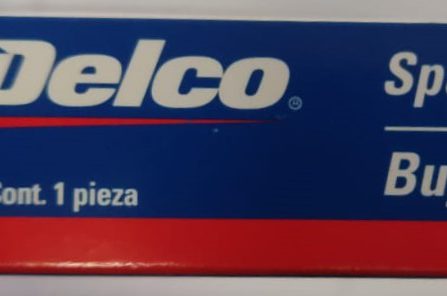 Delco®
Cont. 1 pieza